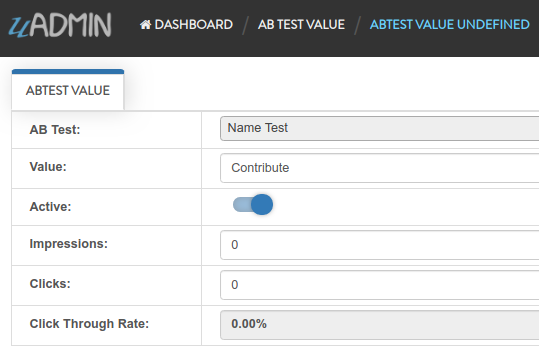 uADMIN DASHBOARD / AB TEST VALUE / ABTEST VALUE UNDEFINED
ABTEST VALUE
AB Test: Name Test
Value: Contribute
Active:
Impressions: 0
Clicks: 0
Click Through Rate: 0.00%